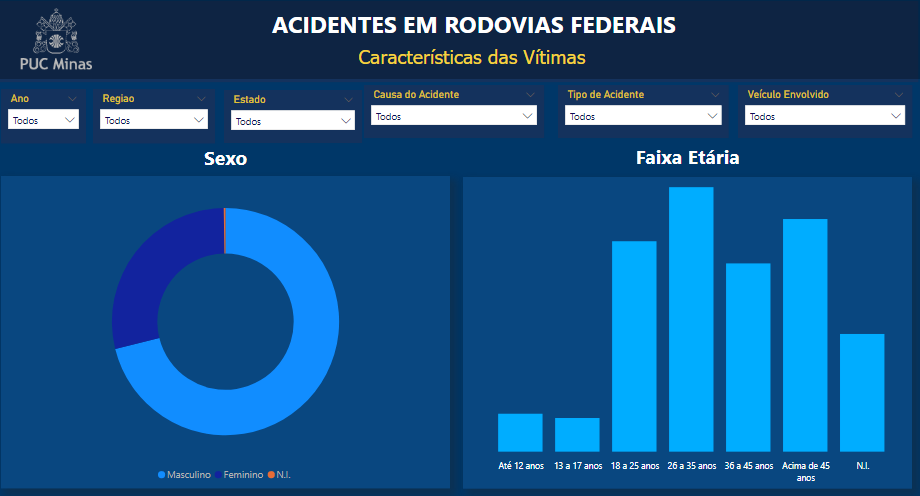 PUC Minas
ACIDENTES EM RODOVIAS FEDERAIS
Características das Vítimas
Ano
Todos
Regiao
Todos
Estado
Todos
Causa do Acidente
Todos
Tipo de Acidente
Todos
Veículo Envolvido
Todos
Sexo
Masculino
Feminino
N.I.
Faixa Etária
Até 12 anos
13 a 17 anos
18 a 25 anos
26 a 35 anos
36 a 45 anos
Acima de 45
anos
N.I.